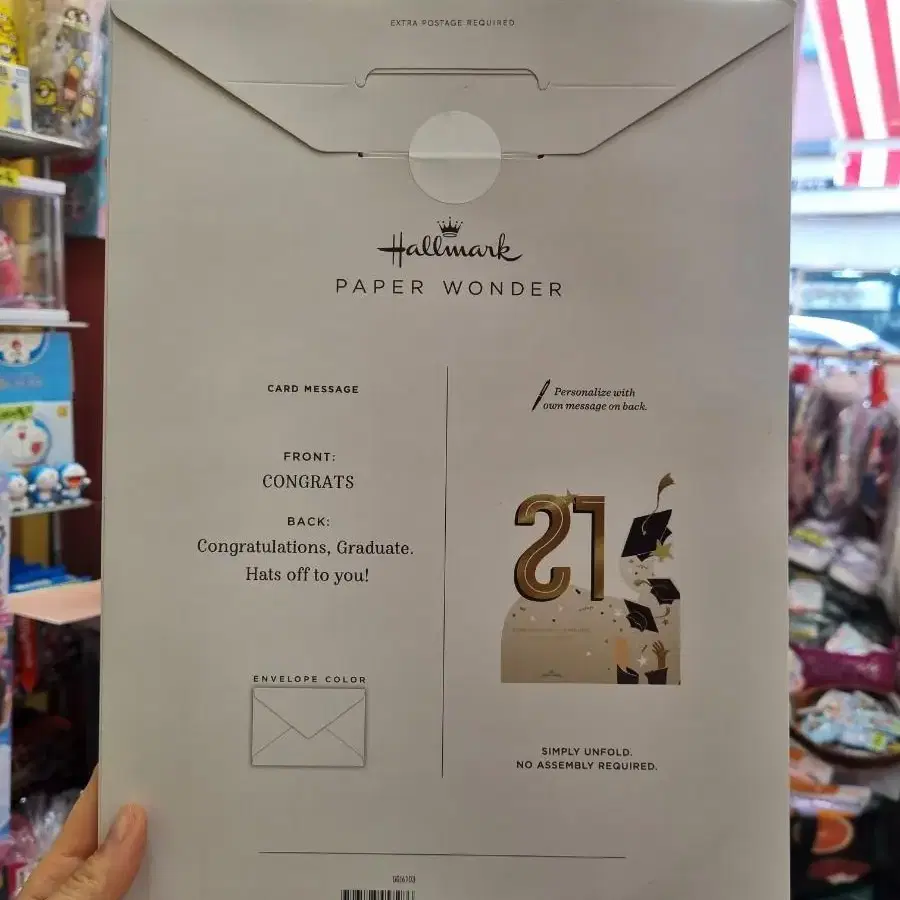 EXTRA POSTAGE REQUIRED
Hallmark
PAPER WONDER
CARD MESSAGE
FRONT:
CONGRATS
BACK:
Congratulations, Graduate.
Hats off to you!
ENVELOPE COLOR
Personalize with
own message on back.
SIMPLY UNFOLD.
NO ASSEMBLY REQUIRED.